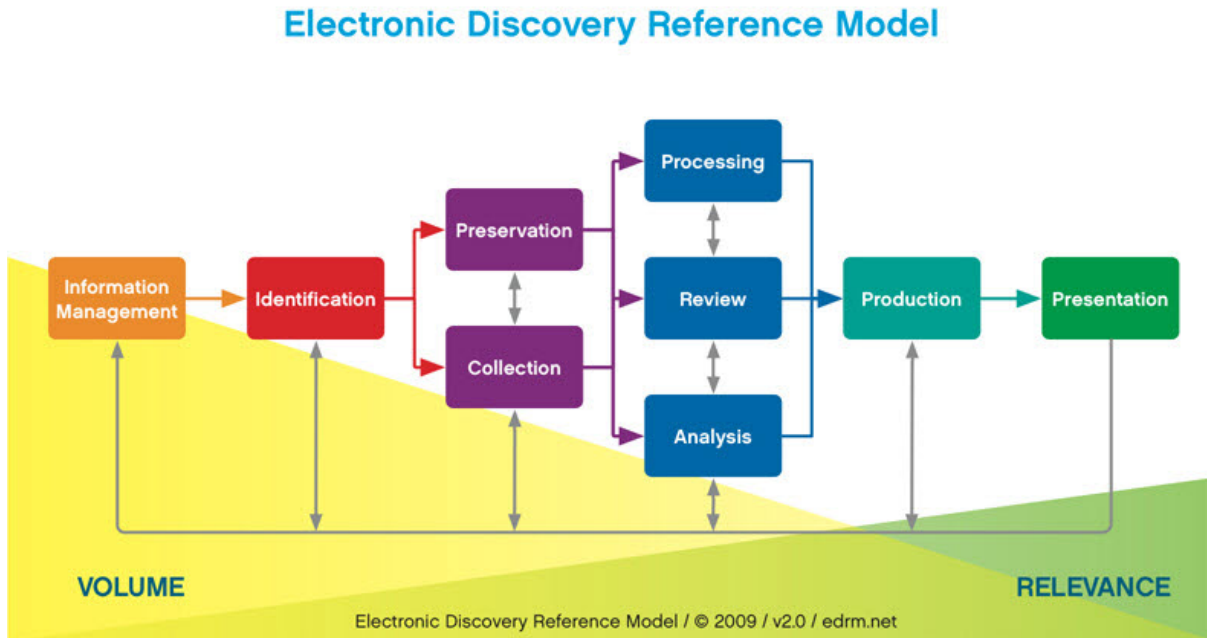 Electronic Discovery Reference Model
Processing
Preservation
Information
Management
Identification
Review
Production
Presentation
Collection
Analysis
VOLUME
RELEVANCE
Electronic Discovery Reference Model / © 2009 / v2.0 / edrm.net